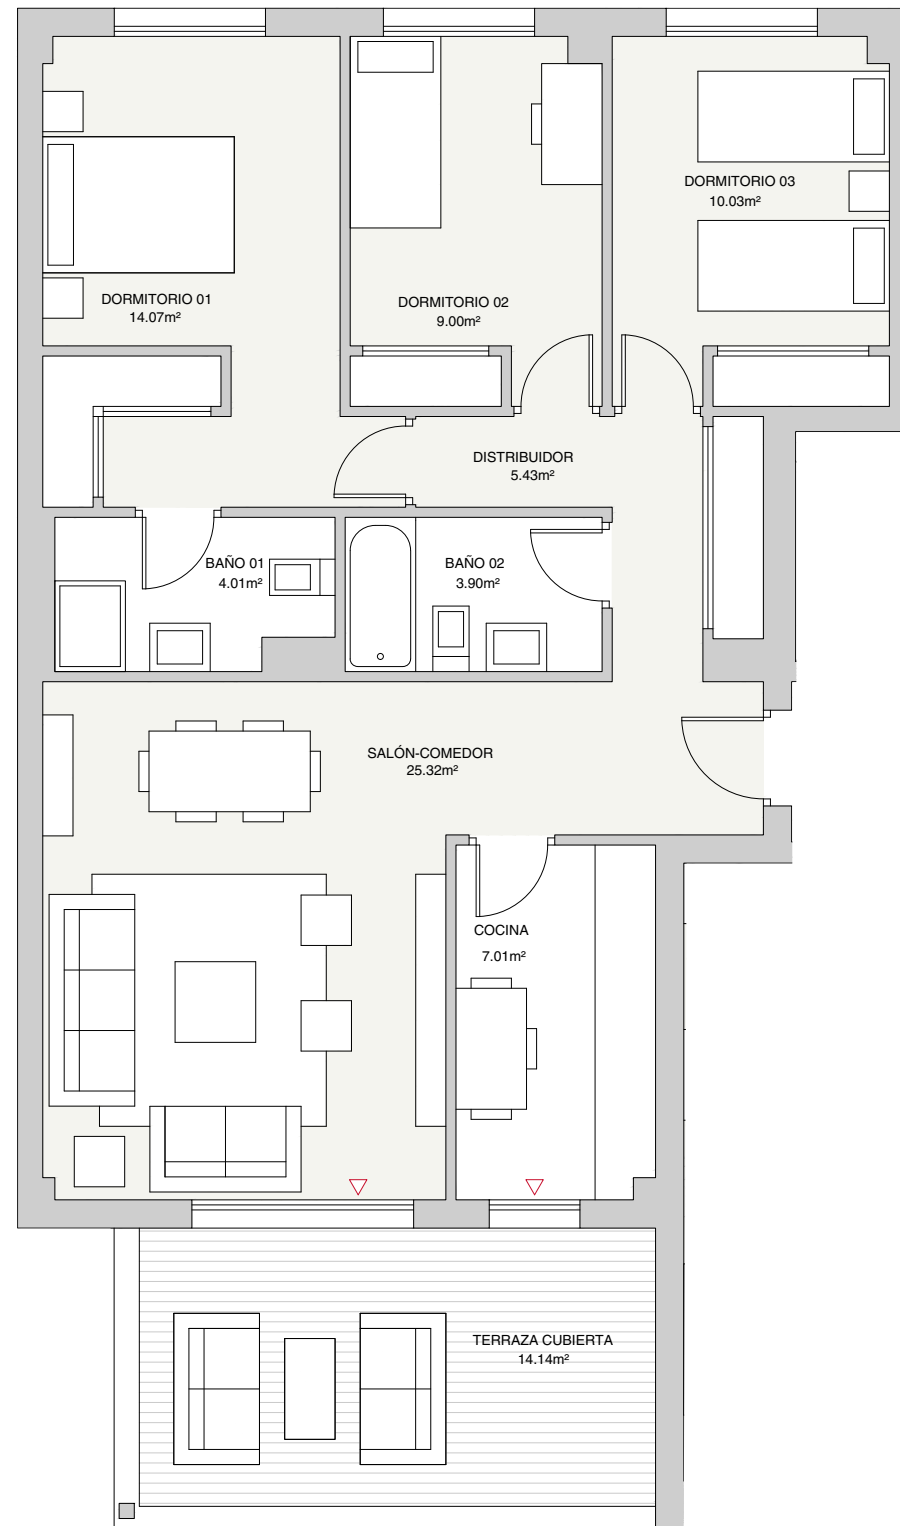 DORMITORIO 03
10.03m²
DORMITORIO 01
14.07m²
DORMITORIO 02
9.00m²
DISTRIBUIDOR
5.43m²
BAÑO 01
4.01m²
BAÑO 02
3.90m²
SALÓN-COMEDOR
25.32m²
COCINA
7.01m²
TERRAZA CUBIERTA
14.14m²